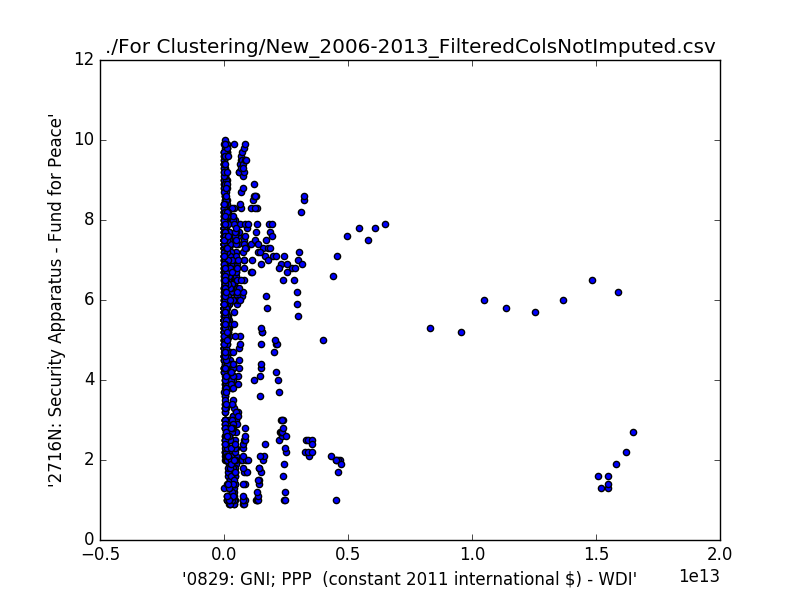 ./For Clustering/New_2006-2013_FilteredColsNotImputed.csv
12
10
8
6
4
2
0
'2716N: Security Apparatus - Fund for Peace'
−0.5 0.0 0.5 1.0 1.5 2.0
1e13
'0829: GNI; PPP  (constant 2011 international $) - WDI'